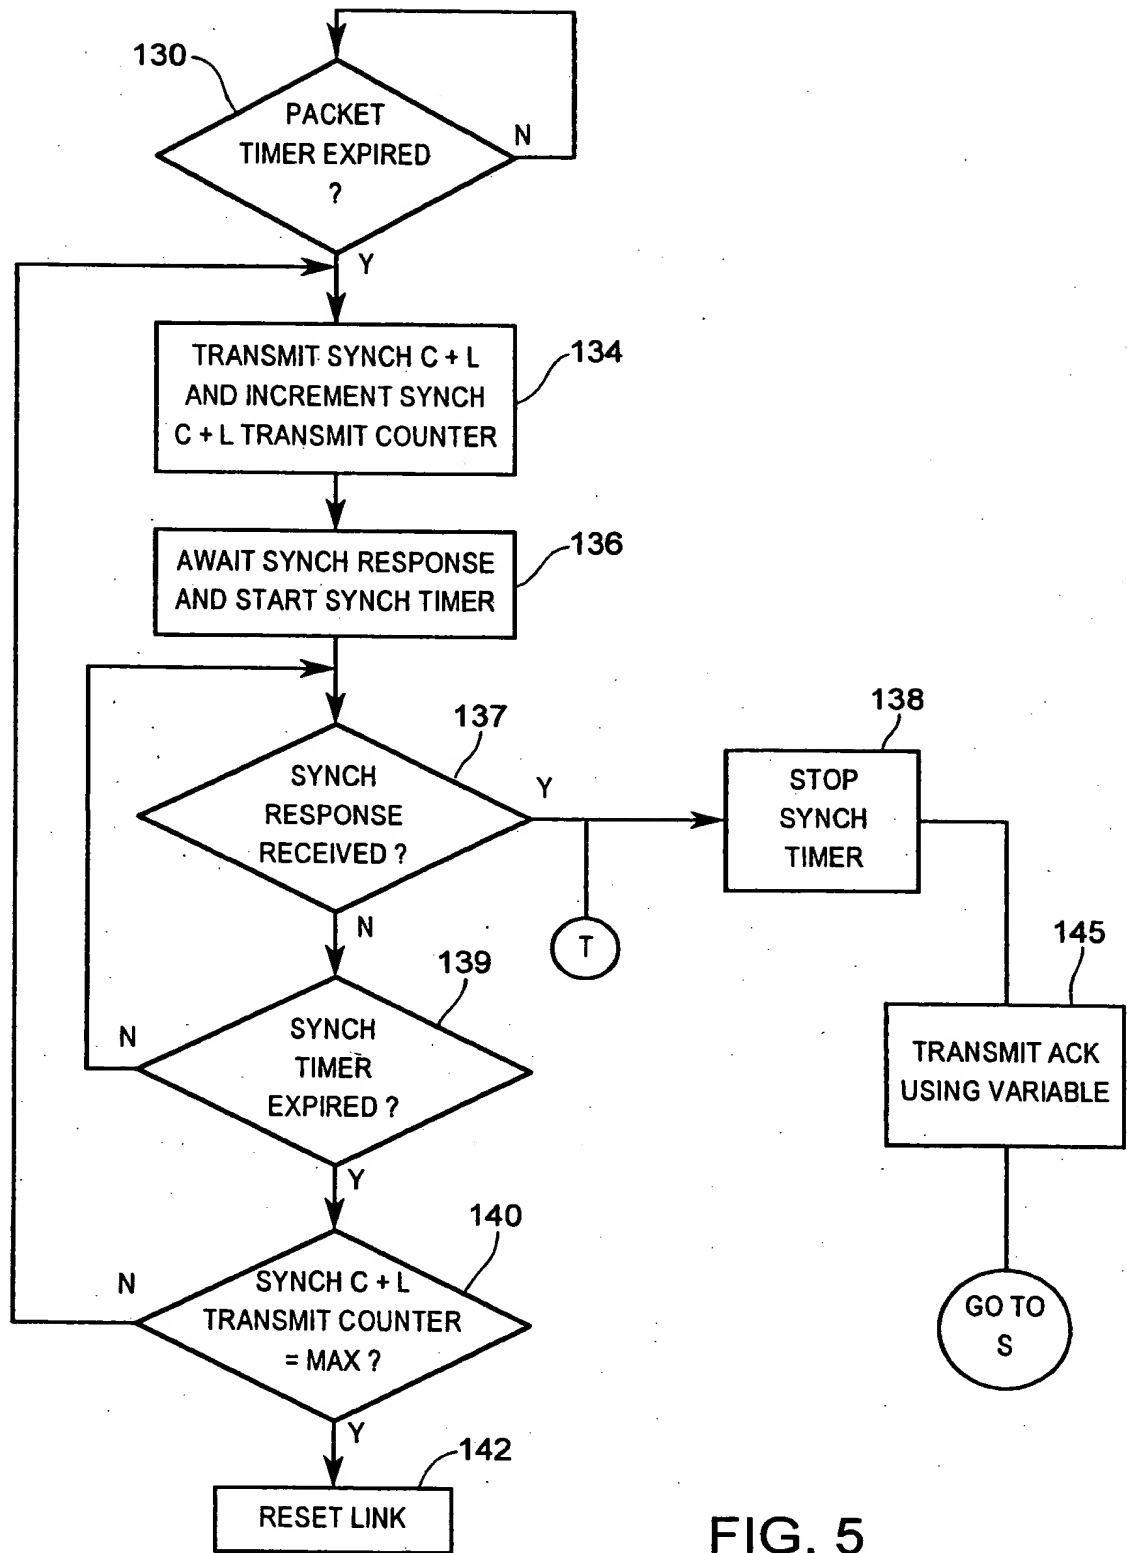 130
PACKET
TIMER EXPIRED
?
N
Y
TRANSMIT SYNCH C + L
AND INCREMENT SYNCH
C + L TRANSMIT COUNTER
134
AWAIT SYNCH RESPONSE
AND START SYNCH TIMER
136
137
SYNCH
RESPONSE
RECEIVED ?
Y
N
T
138
STOP
SYNCH
TIMER
139
SYNCH
TIMER
EXPIRED ?
N
Y
145
TRANSMIT ACK
USING VARIABLE
140
SYNCH C + L
TRANSMIT COUNTER
= MAX ?
N
Y
GO TO
S
142
RESET LINK
FIG. 5